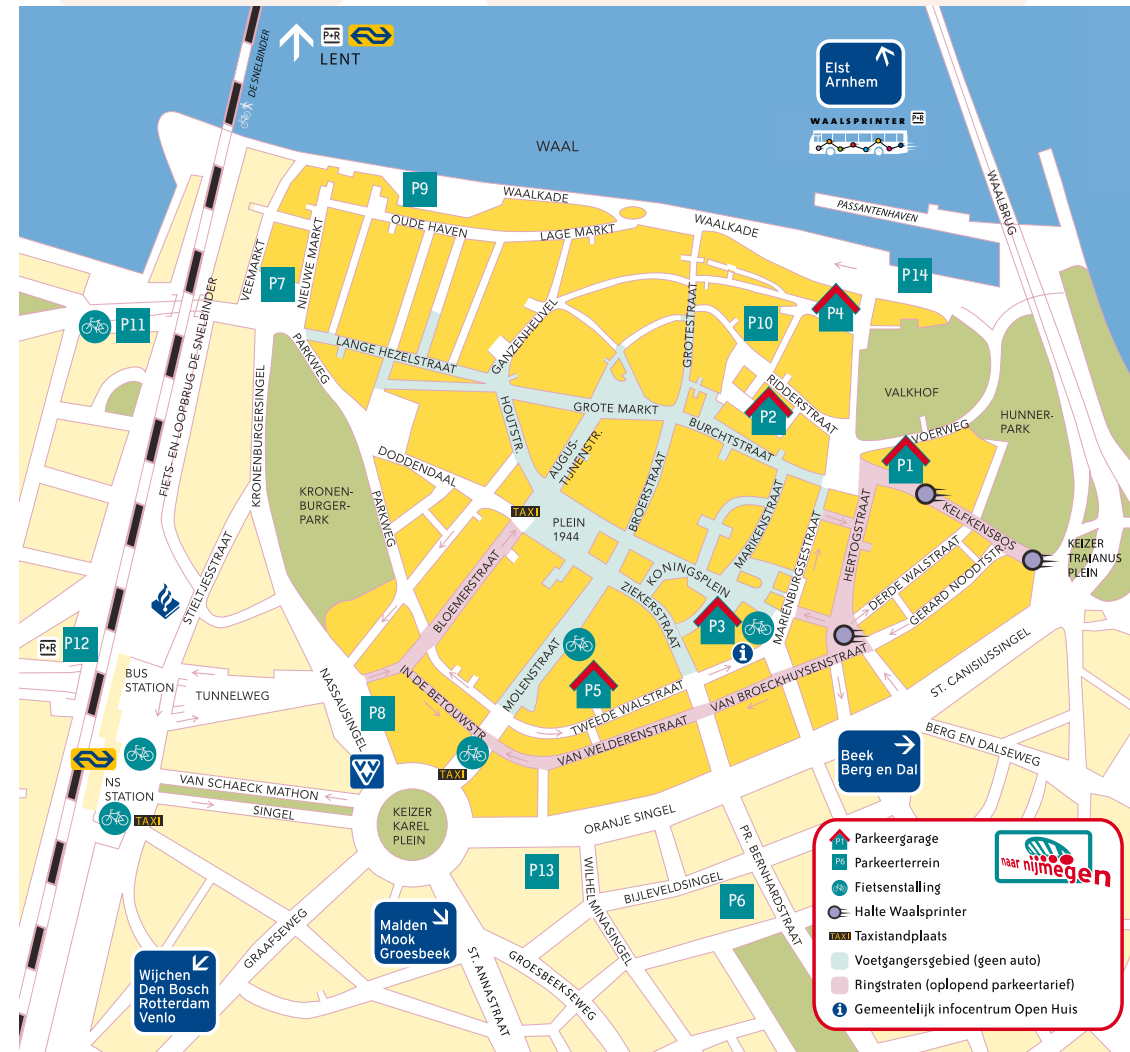 P+R
LENT
DE SNELBINDER
Elst
Arnhem
WAALSPRINTER P+R
WAAL
WAALBRUG
PASSANTENHAVEN
P9
WAALKADE
WAALKADE
OUDE HAVEN
LAGE MARKT
P14
VEEMARKT
NIEUWE MARKT
P7
P4
P10
P11
FIETS- EN LOOPBRUG DE SNELBINDER
GANZENHEUVEL
GROTESTRAAT
PARKWEG
LANGE HEZELSTRAAT
RIDDERSTRAAT
VALKHOF
HUNNER-
PARK
KRONENBURGERSINGEL
HOUTSTR.
GROTE MARKT
P2
BURCHTSTRAAT
VOERWEG
P1
AUGUS-
TIJNENSTR.
BROERSTRAAT
DODDENDAAL
KRONEN-
BURGER-
PARK
PARKWEG
TAXI
PLEIN
1944
MARIKENSTRAAT
HERTOGSTRAAT
KELFKENSBOS
KEIZER
TRAIANUS
PLEIN
STIELTJESSTRAAT
BLOEMERSTRAAT
KONINGSPLEIN
ZIEKERSTRAAT
MARIËNBURGSESTRAAT
DERDE WALSTRAAT
GERARD NOODTSTR.
P3
i
P+R P12
BUS
STATION
TUNNELWEG
NASSAUSINGEL
IN DE BETOUWSTR.
MOLENSTRAAT
P5
TWEEDE WALSTRAAT
VAN BROECKHUYSENSTRAAT
ST. CANISIUSSINGEL
P8
VAN WELDERENSTRAAT
BERG EN DALSEWEG
Beek
Berg en Dal
VVV
TAXI
NS
STATION
TAXI
VAN SCHAECK MATHON
SINGEL
KEIZER
KAREL
PLEIN
ORANJE SINGEL
PR. BERNHARDSTRAAT
P13
WILHELMINASINGEL
BIJLEVELDSINGEL
P6
GRAAFSEWEG
Malden
Mook
Groesbeek
ST. ANNASTRAAT
GROESBEEKSEWEG
Wijchen
Den Bosch
Rotterdam
Venlo
naar nijmegen
P1 Parkeergarage
P6 Parkeerterrein
Fietsenstalling
Halte Waalsprinter
TAXI Taxistandplaats
Voetgangersgebied (geen auto)
Ringstraten (oplopend parkeertarief)
i Gemeentelijk infocentrum Open Huis